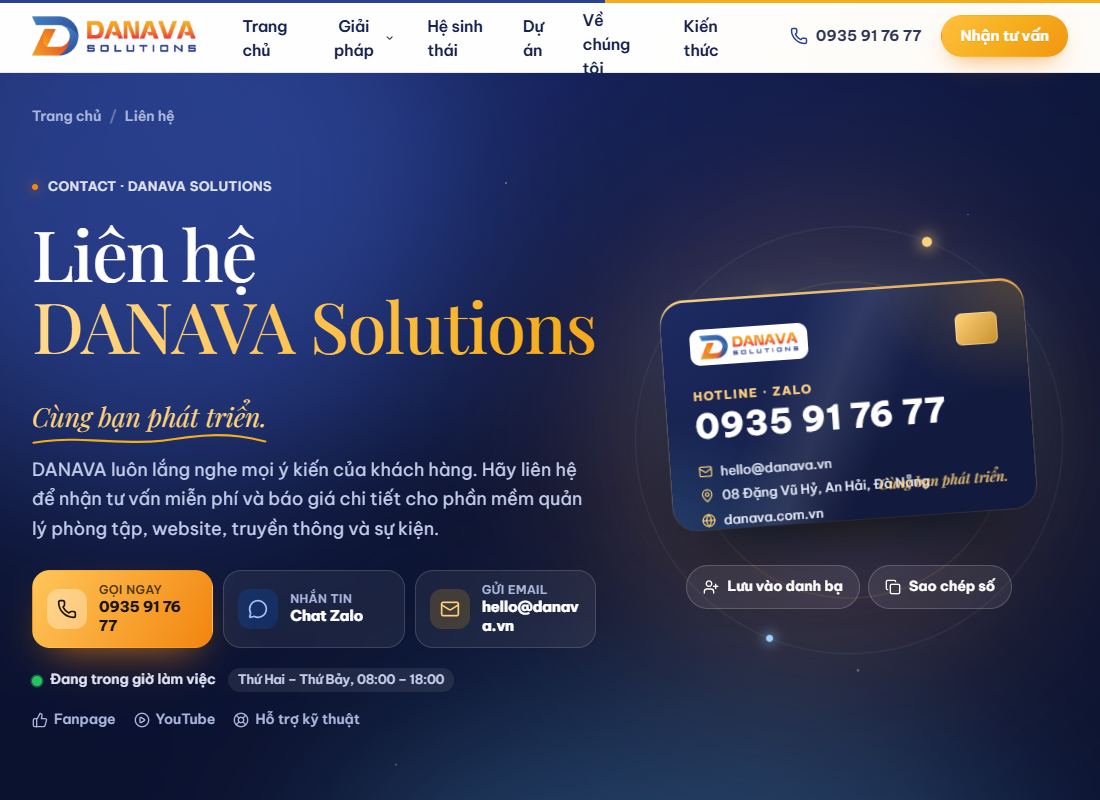 DANAVA
SOLUTIONS
Trang chủ
Giải pháp
Hệ sinh thái
Dự án
Về chúng tôi
Kiến thức
0935 91 76 77
Nhận tư vấn
Trang chủ / Liên hệ
CONTACT · DANAVA SOLUTIONS
Liên hệ
DANAVA Solutions
Cùng bạn phát triển.
DANAVA luôn lắng nghe mọi ý kiến của khách hàng. Hãy liên hệ
để nhận tư vấn miễn phí và báo giá chi tiết cho phần mềm quản
lý phòng tập, website, truyền thông và sự kiện.
GỌI NGAY
0935 91 76
77
NHẮN TIN
Chat Zalo
GỬI EMAIL
hello@danav
a.vn
Đang trong giờ làm việc
Thứ Hai – Thứ Bảy, 08:00 – 18:00
Fanpage
YouTube
Hỗ trợ kỹ thuật
DANAVA
SOLUTIONS
HOTLINE · ZALO
0935 91 76 77
hello@danava.vn
08 Đặng Vũ Hỷ, An Hải, Đà Nẵng
Cùng bạn phát triển.
danava.com.vn
Lưu vào danh bạ
Sao chép số